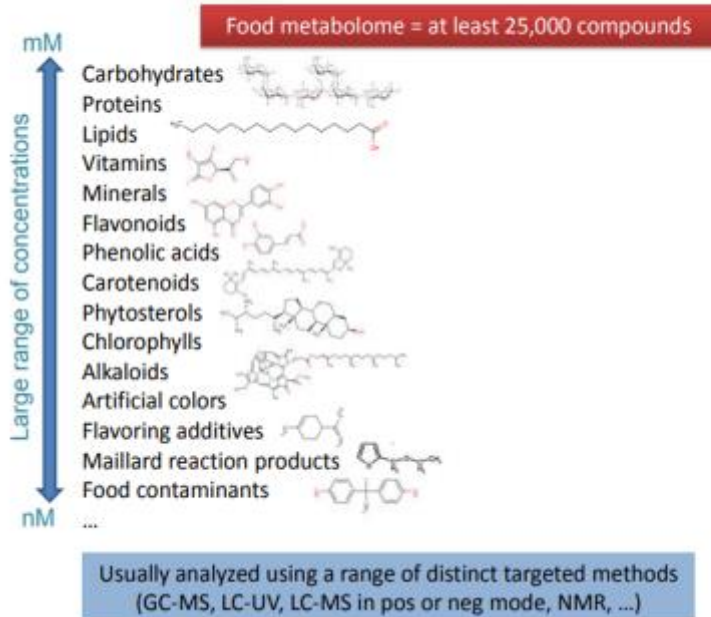 Food metabolome = at least 25,000 compounds
mM
Large range of concentrations
nM
Carbohydrates
Proteins
Lipids
Vitamins
Minerals
Flavonoids
Phenolic acids
Carotenoids
Phytosterols
Chlorophylls
Alkaloids
Artificial colors
Flavoring additives
Maillard reaction products
Food contaminants
...
Usually analyzed using a range of distinct targeted methods
(GC-MS, LC-UV, LC-MS in pos or neg mode, NMR, ...)